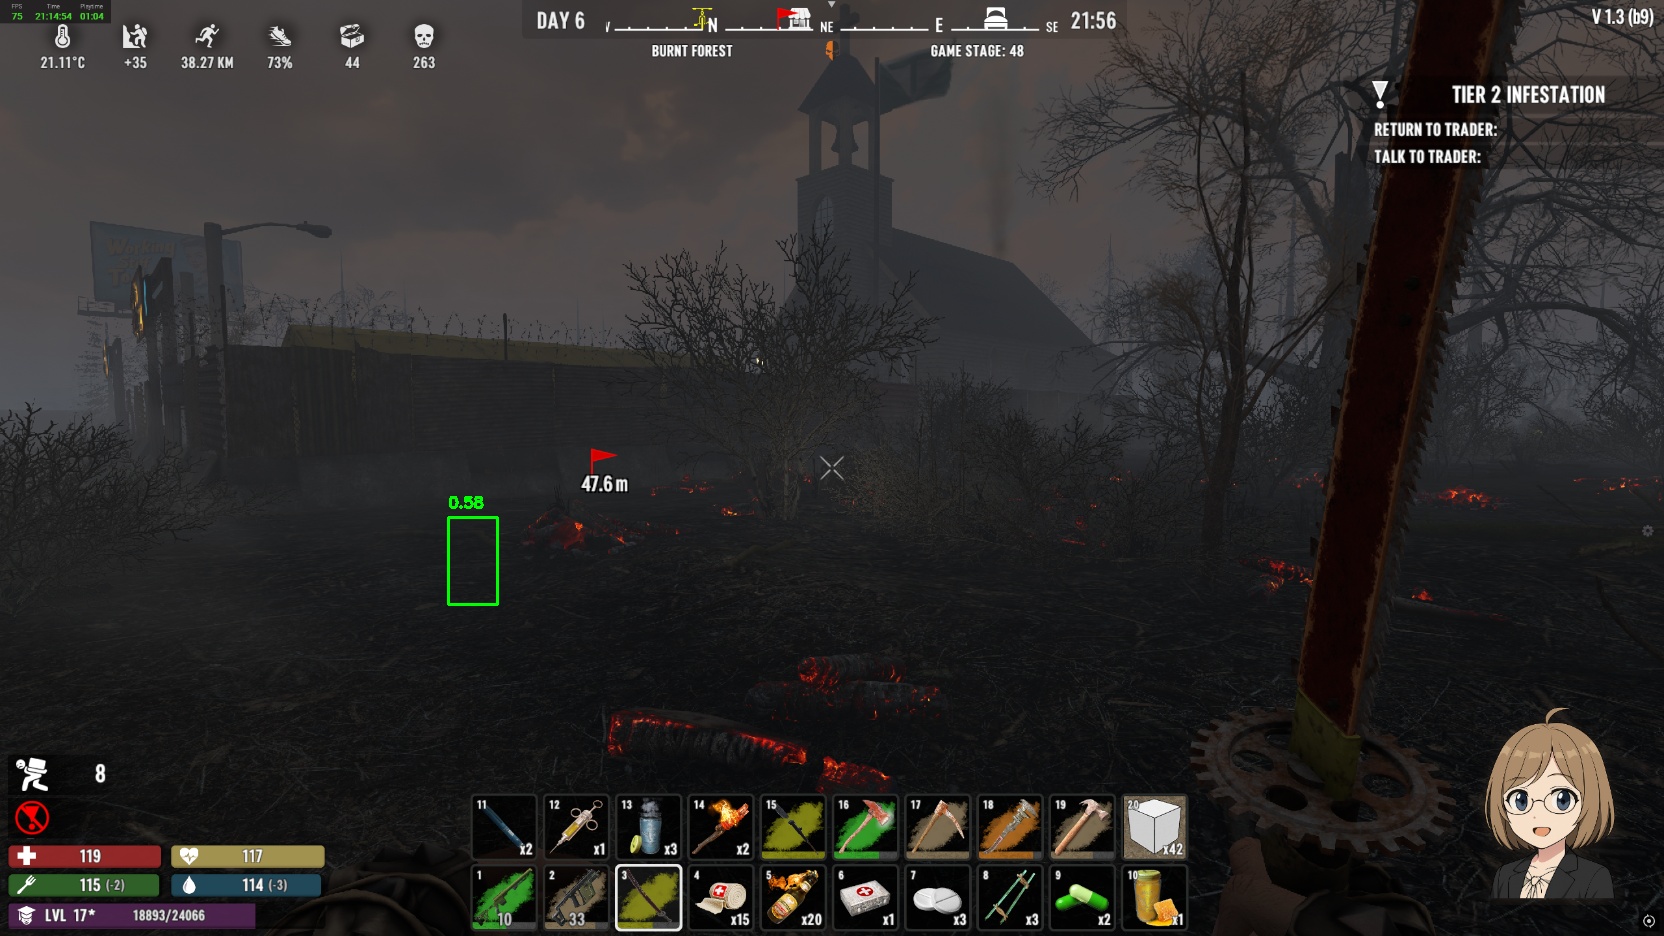 FPS Time Playtime
75 21:14:54 01:04
21.11°C +35 38.27 KM 73% 44 263
DAY 6 N NE E SE 21:56
BURNT FOREST GAME STAGE: 48
V 1.3 (b9)
TIER 2 INFESTATION
RETURN TO TRADER:
TALK TO TRADER:
Working
47.6 m
0.58
8
119 117
115 (-2) 114 (-3)
LVL 17* 18893/24066
11 12 13 14 15 16 17 18 19 20
x2 x1 x3 x2 x42
1 2 3 4 5 6 7 8 9 10
10 33 x15 x20 x1 x3 x3 x2 x1